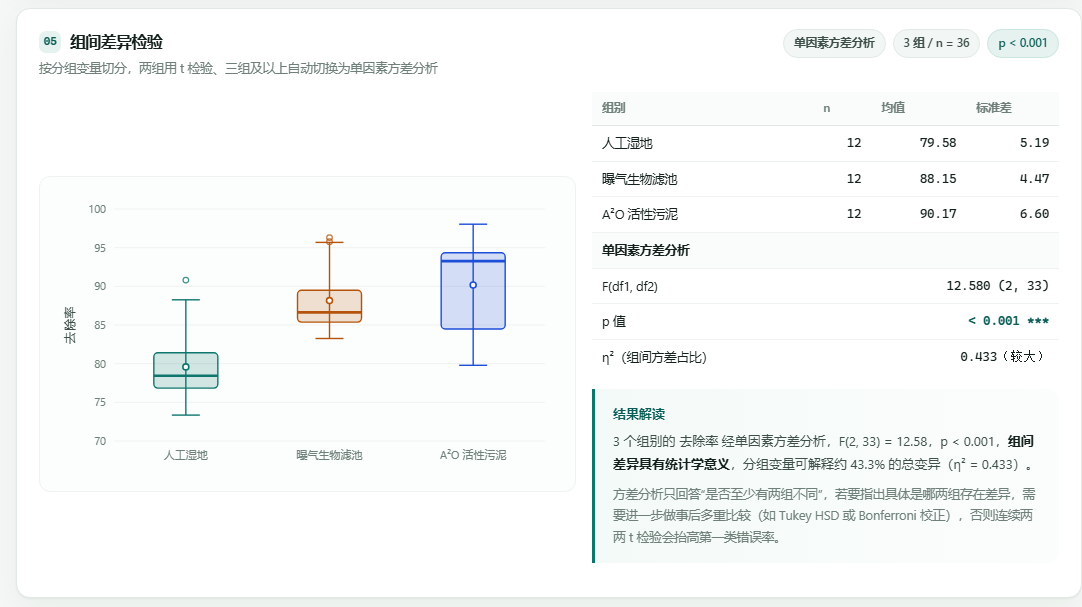 05 组间差异检验
单因素方差分析 3 组 / n = 36 p < 0.001
按分组变量切分，两组用 t 检验、三组及以上自动切换为单因素方差分析
去除率
100
95
90
85
80
75
70
人工湿地 曝气生物滤池 A²O 活性污泥
组别 n 均值 标准差
人工湿地 12 79.58 5.19
曝气生物滤池 12 88.15 4.47
A²O 活性污泥 12 90.17 6.60
单因素方差分析
F(df1, df2) 12.580 (2, 33)
p 值 < 0.001 ***
η²（组间方差占比） 0.433（较大）
结果解读
3 个组别的 去除率 经单因素方差分析，F(2, 33) = 12.58，p < 0.001，组间
差异具有统计学意义，分组变量可解释约 43.3% 的总变异（η² = 0.433）。
方差分析只回答“是否至少有两组不同”，若要指出具体是哪两组存在差异，需
要进一步做事后多重比较（如 Tukey HSD 或 Bonferroni 校正），否则连续两
两 t 检验会抬高第一类错误率。